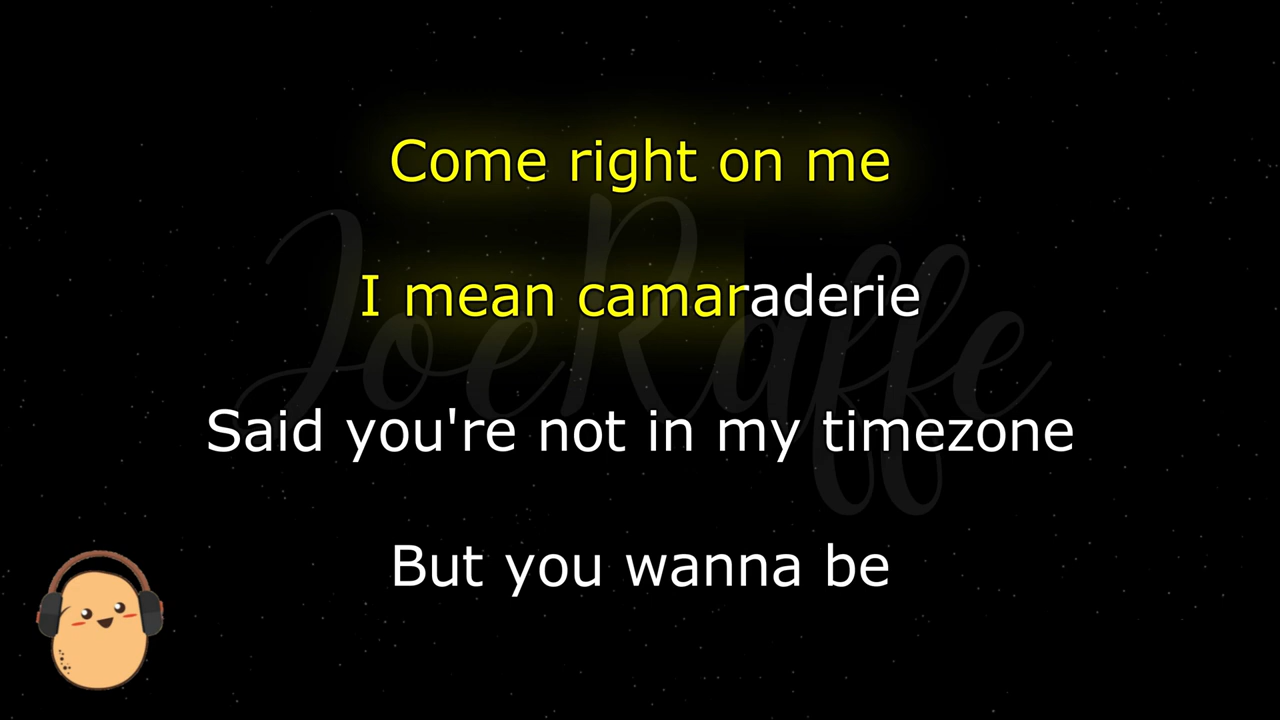 Come right on me
I mean camaraderie
JoeRaffe
Said you're not in my timezone
But you wanna be